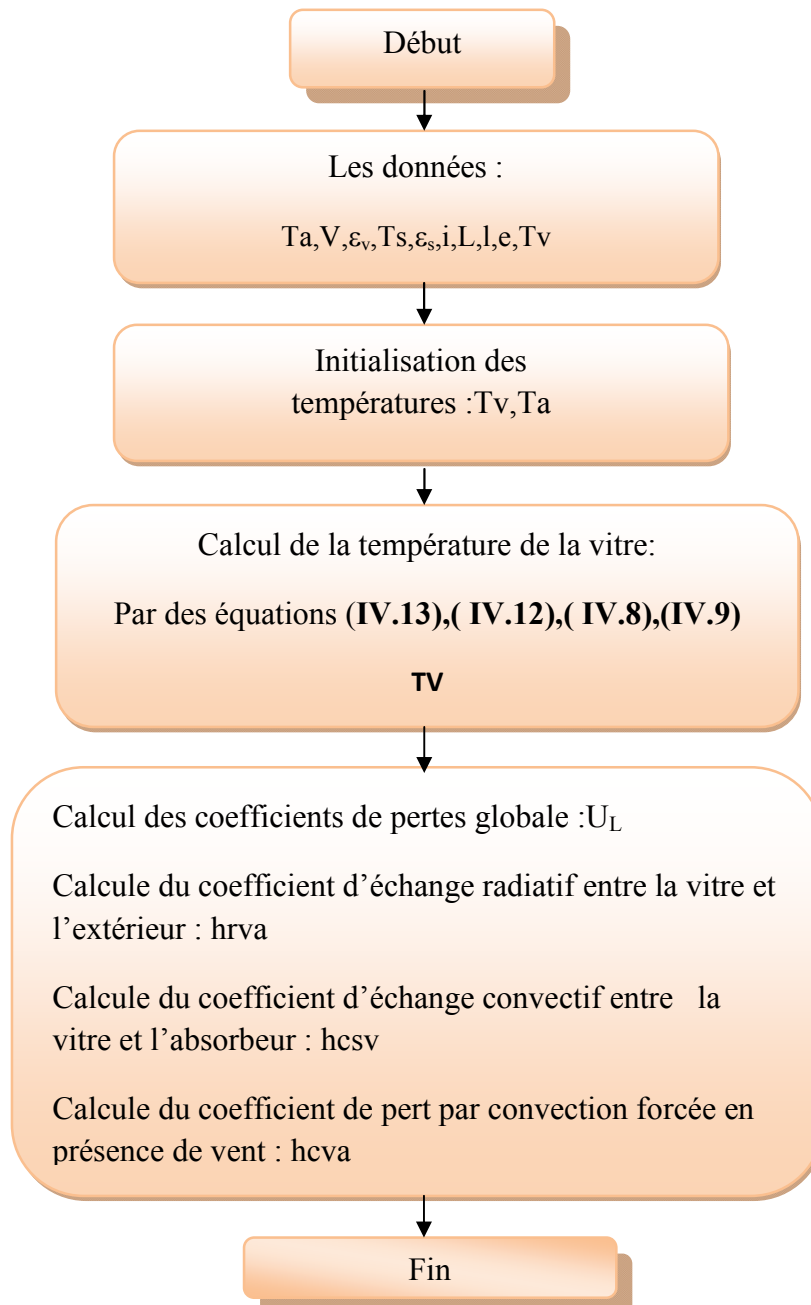 Début
Les données :
Ta,V,εᵥ,Ts,εₛ,i,L,l,e,Tv
Initialisation des
températures :Tv,Ta
Calcul de la température de la vitre:
Par des équations (IV.13),( IV.12),( IV.8),(IV.9)
TV
Calcul des coefficients de pertes globale :U_L
Calcule du coefficient d’échange radiatif entre la vitre et
l’extérieur : hrva
Calcule du coefficient d’échange convectif entre la
vitre et l’absorbeur : hcsv
Calcule du coefficient de pert par convection forcée en
présence de vent : hcva
Fin